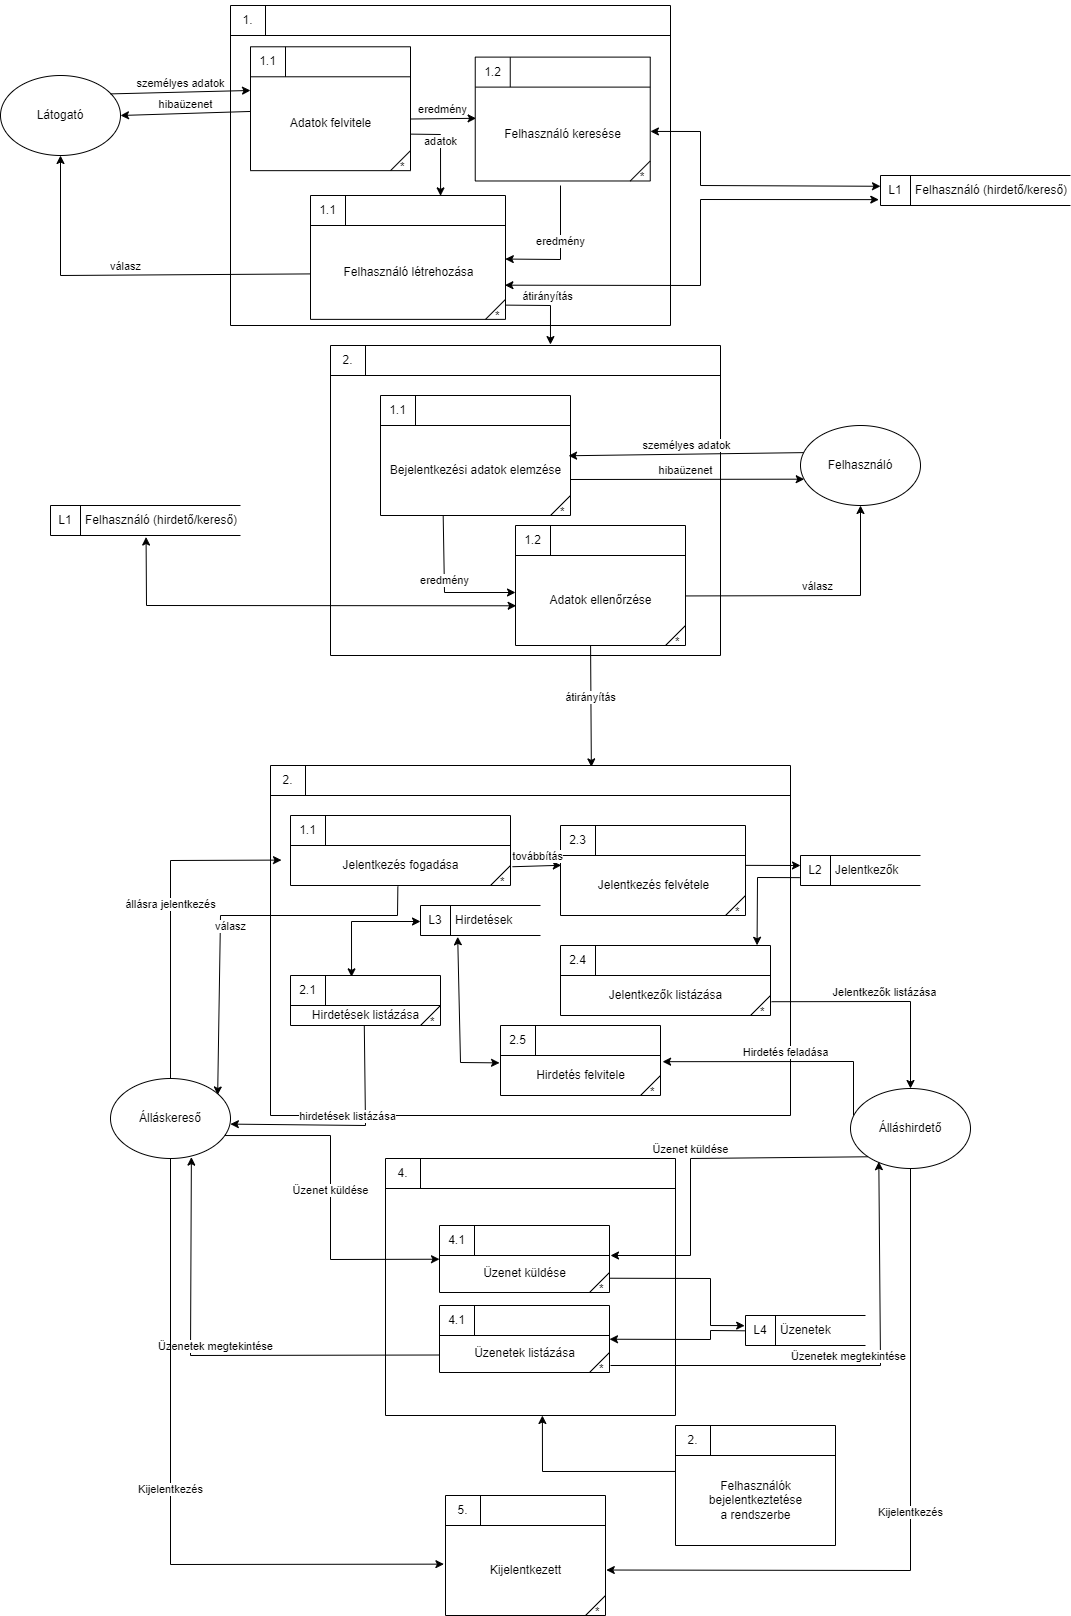 1.
1.1
Adatok felvitele
*
1.2
Felhasználó keresése
*
személyes adatok
hibaüzenet
Látogató
eredmény
adatok
L1
Felhasználó (hirdető/kereső)
1.1
Felhasználó létrehozása
*
eredmény
válasz
átirányítás
2.
1.1
Bejelentkezési adatok elemzése
*
személyes adatok
hibaüzenet
Felhasználó
L1
Felhasználó (hirdető/kereső)
1.2
Adatok ellenőrzése
*
eredmény
válasz
átirányítás
2.
1.1
Jelentkezés fogadása
*
továbbítás
2.3
Jelentkezés felvétele
*
L2
Jelentkezők
állásra jelentkezés
válasz
L3
Hirdetések
2.4
Jelentkezők listázása
*
2.1
Hirdetések listázása
*
Jelentkezők listázása
2.5
Hirdetés felvitele
*
Hirdetés feladása
Álláskereső
hirdetések listázása
Álláshirdető
Üzenet küldése
4.
Üzenet küldése
4.1
Üzenet küldése
*
4.1
Üzenetek listázása
*
L4
Üzenetek
Üzenetek megtekintése
Üzenetek megtekintése
2.
Felhasználók
bejelentkeztetése
a rendszerbe
Kijelentkezés
Kijelentkezés
5.
Kijelentkezett
*